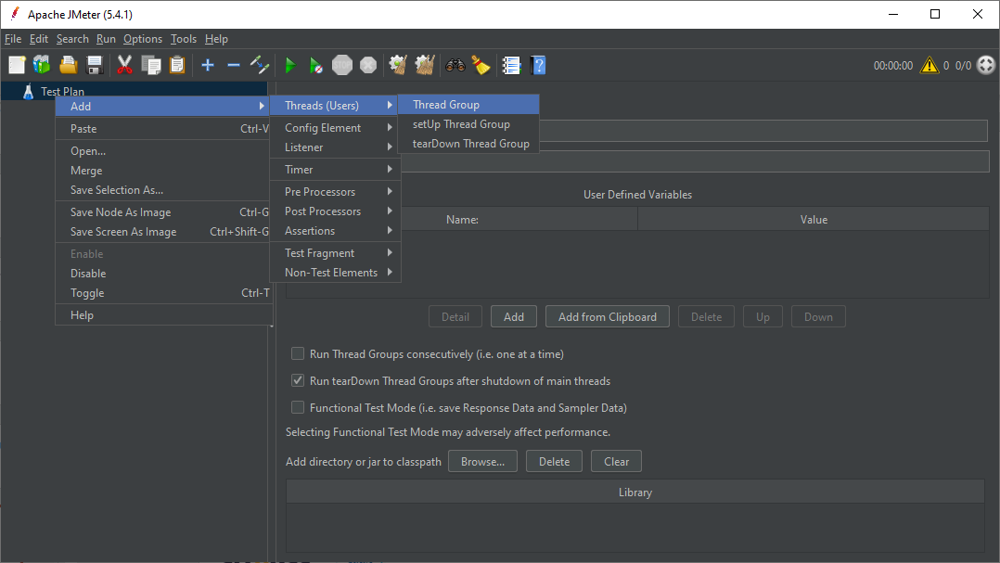 Apache JMeter (5.4.1)
File Edit Search Run Options Tools Help
00:00:00 0 0/0
Test Plan
Add
Paste Ctrl-V
Open...
Merge
Save Selection As...
Save Node As Image Ctrl-G
Save Screen As Image Ctrl+Shift-G
Enable
Disable
Toggle Ctrl-T
Help
Threads (Users)
Config Element
Listener
Timer
Pre Processors
Post Processors
Assertions
Test Fragment
Non-Test Elements
Thread Group
setUp Thread Group
tearDown Thread Group
User Defined Variables
Name: Value
Detail Add Add from Clipboard Delete Up Down
Run Thread Groups consecutively (i.e. one at a time)
Run tearDown Thread Groups after shutdown of main threads
Functional Test Mode (i.e. save Response Data and Sampler Data)
Selecting Functional Test Mode may adversely affect performance.
Add directory or jar to classpath Browse... Delete Clear
Library